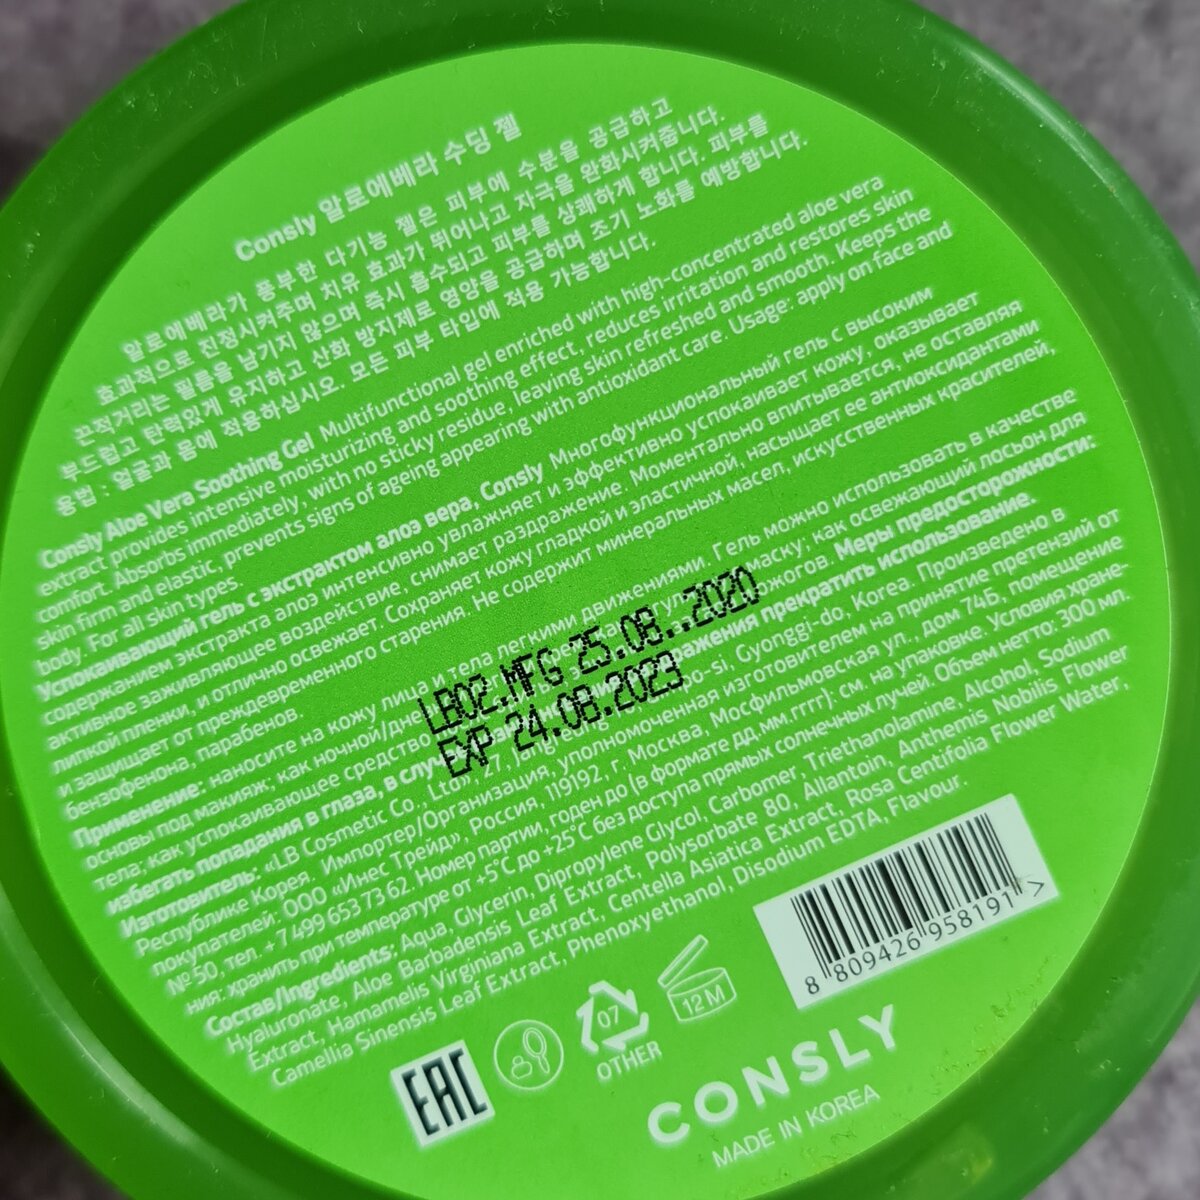 Consly 알로에베라 수딩 젤
알로에베라가 풍부한 다기능 젤은 피부에 수분을 공급하고
효과적으로 진정시켜주며 치유 효과가 뛰어나고 자극을 완화시켜줍니다.
끈적거리는 필름을 남기지 않으며 즉시 흡수되고 피부를 상쾌하게 합니다. 피부를
부드럽고 탄력있게 유지하고 산화 방지제로 영양을 공급하며 조기 노화를 예방합니다.
용법 : 얼굴과 몸에 적용하십시오. 모든 피부 타입에 적용 가능합니다.
Consly Aloe Vera Soothing Gel Multifunctional gel enriched with high-concentrated aloe vera
extract provides intensive moisturizing and soothing effect, reduces irritation and restores skin
comfort. Absorbs immediately, with no sticky residue, leaving skin refreshed and smooth. Keeps the
skin firm and elastic, prevents signs of ageing appearing with antioxidant care. Usage: apply on face and
body. For all skin types.
Успокаивающий гель с экстрактом алоэ вера, Consly Многофункциональный гель с высоким
содержанием экстракта алоэ интенсивно увлажняет и эффективно успокаивает кожу, оказывает
активное заживляющее воздействие, снимает раздражение. Моментально впитывается, не оставляя
липкой пленки, и отлично освежает. Сохраняет кожу гладкой и эластичной, насыщает ее антиоксидантами
и защищает от преждевременного старения. Не содержит минеральных масел, искусственных красителей,
бензофенона, парабенов.
Применение: наносите на кожу лица и тела легкими движениями. Гель можно использовать в качестве
основы под макияж; как ночную/дне маску; как освежающий лосьон для
тела; как успокаивающее средство ожогов. Меры предосторожности:
избегать попадания в глаза, в случ раздражения прекратить использование.
LB02.MFG 25.08..2020
EXP 24.08.2023
Изготовитель: «LB Cosmetic Co., Ltd Gyonggi-do, Korea. Произведено в
Республике Корея. Импортер/Организация, уполномоченная изготовителем на принятие претензий от
покупателей: ООО «Инес Трейд», Россия, 119192, г. Москва, Мосфильмовская ул., дом 74Б, помещение
№ 50, тел. +7 499 653 73 62. Номер партии, годен до (в формате дд.мм.гггг): см. на упаковке. Условия хране-
ния: хранить при температуре от +5°С до +25°С без доступа прямых солнечных лучей Объем нетто: 300 мл.
Состав/Ingredients: Aqua, Glycerin, Dipropylene Glycol, Carbomer, Triethanolamine, Alcohol, Sodium
Hyaluronate, Aloe Barbadensis Leaf Extract, Polysorbate 80, Allantoin, Anthemis Nobilis Flower
Extract, Hamamelis Virginiana Extract, Centella Asiatica Extract, Rosa Centifolia Flower Water,
Camellia Sinensis Leaf Extract, Phenoxyethanol, Disodium EDTA, Flavour.
8 809426 958191 >
EAC
07
OTHER
12M
CONSLY
MADE IN KOREA